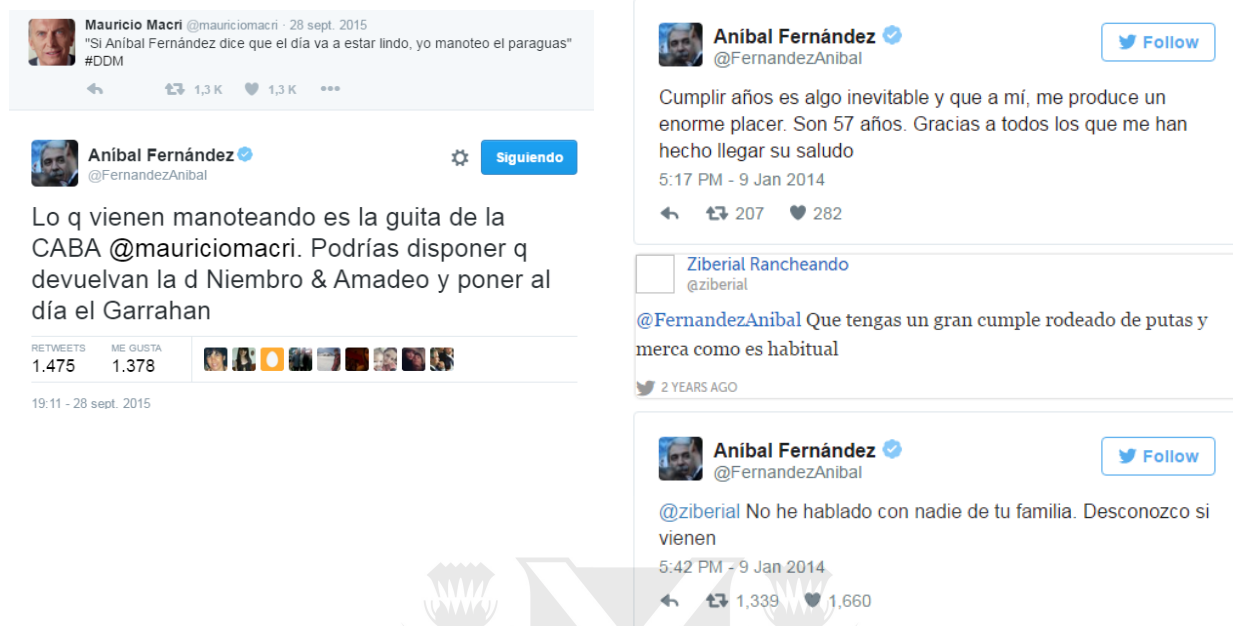 Mauricio Macri @mauriciomacri · 28 sept. 2015
"Si Aníbal Fernández dice que el día va a estar lindo, yo manoteo el paraguas"
#DDM
1,3 K 1,3 K
Aníbal Fernández
@FernandezAnibal
Siguiendo
Lo q vienen manoteando es la guita de la
CABA @mauriciomacri. Podrías disponer q
devuelvan la d Niembro & Amadeo y poner al
día el Garrahan
RETWEETS ME GUSTA
1.475 1.378
19:11 - 28 sept. 2015
Aníbal Fernández
@FernandezAnibal
Follow
Cumplir años es algo inevitable y que a mí, me produce un
enorme placer. Son 57 años. Gracias a todos los que me han
hecho llegar su saludo
5:17 PM - 9 Jan 2014
207 282
Ziberial Rancheando
@ziberial
@FernandezAnibal Que tengas un gran cumple rodeado de putas y
merca como es habitual
2 YEARS AGO
Aníbal Fernández
@FernandezAnibal
Follow
@ziberial No he hablado con nadie de tu familia. Desconozco si
vienen
5:42 PM - 9 Jan 2014
1,339 1,660